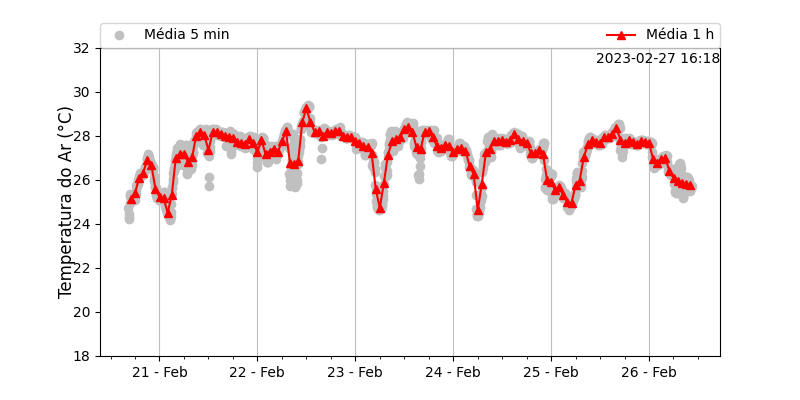 Média 5 min
Média 1 h
2023-02-27 16:18
Temperatura do Ar (°C)
32
30
28
26
24
22
20
18
21 - Feb
22 - Feb
23 - Feb
24 - Feb
25 - Feb
26 - Feb